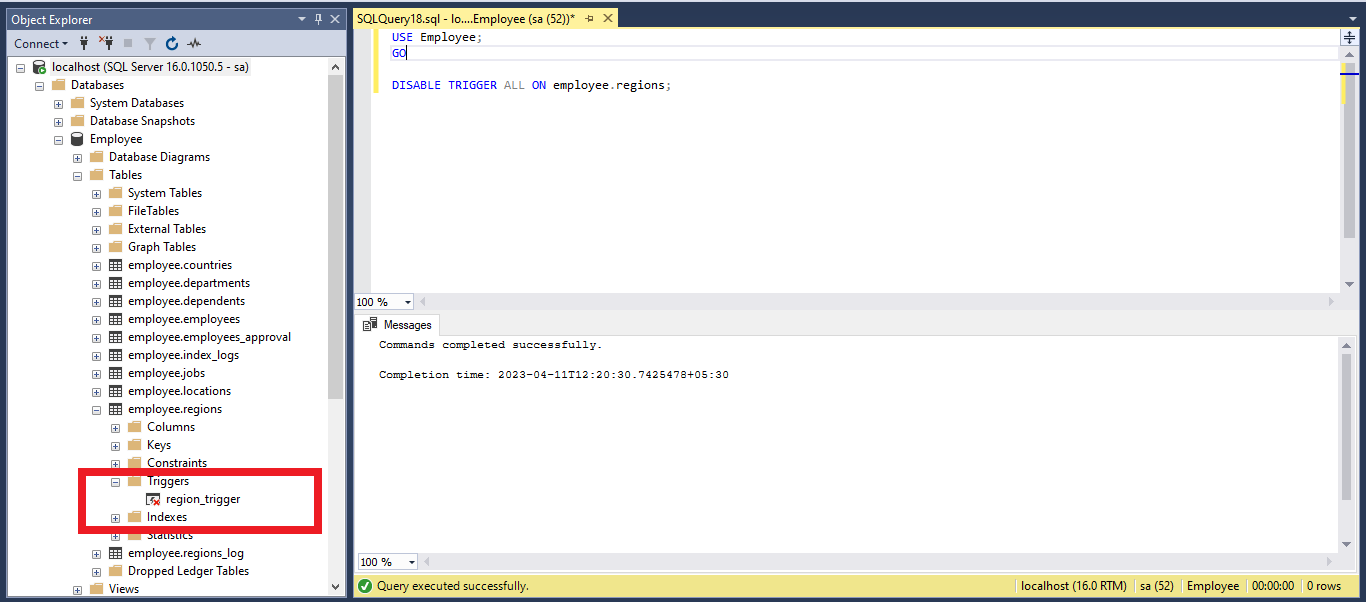 Object Explorer
Connect
localhost (SQL Server 16.0.1050.5 - sa)
Databases
System Databases
Database Snapshots
Employee
Database Diagrams
Tables
System Tables
FileTables
External Tables
Graph Tables
employee.countries
employee.departments
employee.dependents
employee.employees
employee.employees_approval
employee.index_logs
employee.jobs
employee.locations
employee.regions
Columns
Keys
Constraints
Triggers
region_trigger
Indexes
Statistics
employee.regions_log
Dropped Ledger Tables
Views
SQLQuery18.sql - lo....Employee (sa (52))*
USE Employee;
GO
DISABLE TRIGGER ALL ON employee.regions;
100 %
Messages
Commands completed successfully.
Completion time: 2023-04-11T12:20:30.7425478+05:30
100 %
Query executed successfully.
localhost (16.0 RTM)
sa (52)
Employee
00:00:00
0 rows